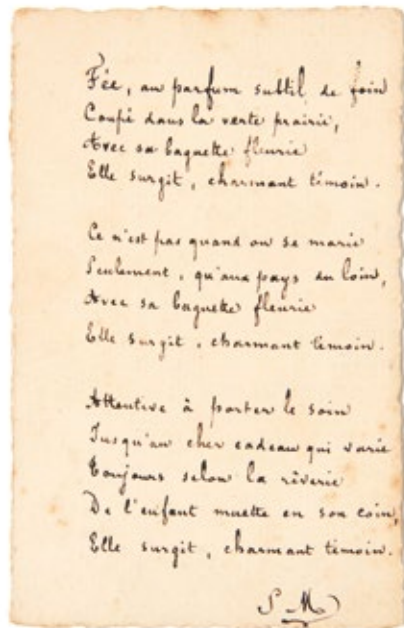 Fée, au parfum subtil de foin
Coupé dans la verte prairie,
Avec sa baguette fleurie
Elle surgit, charmant témoin.
Ce n'est pas quand on se marie
Seulement, qu'aux pays du loin,
Avec sa baguette fleurie
Elle surgit, charmant témoin.
Attentive à porter le soin
Jusqu'au cher cadeau qui varie
Toujours selon la rêverie
De l'enfant muette en son coin,
Elle surgit, charmant témoin.
S M